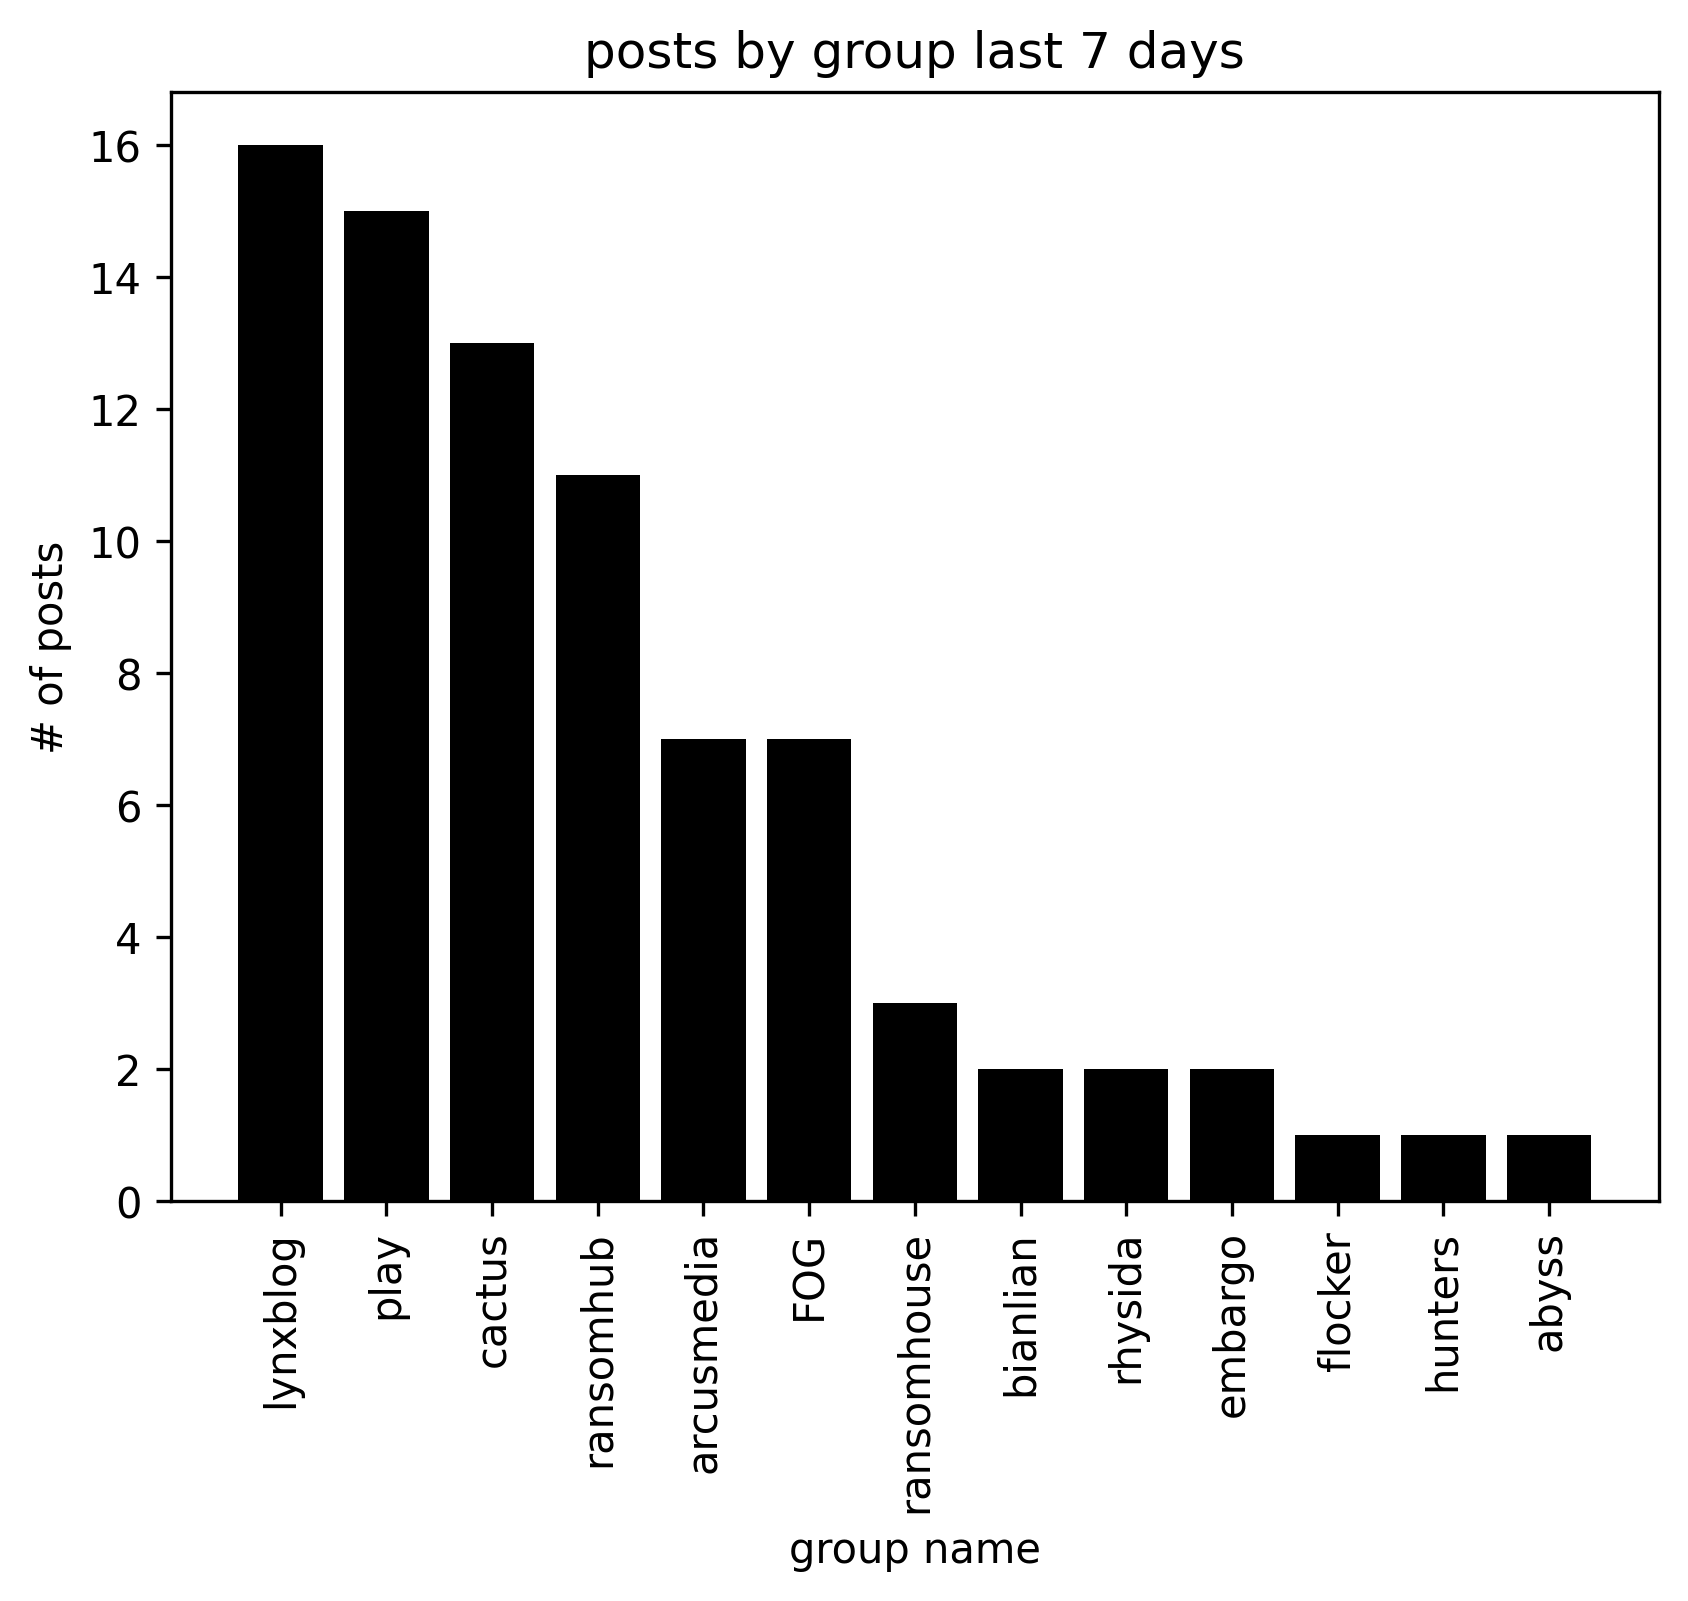 posts by group last 7 days
16
14
12
10
8
6
4
2
0
# of posts
lynxblog
play
cactus
ransomhub
arcusmedia
FOG
ransomhouse
bianlian
rhysida
embargo
flocker
hunters
abyss
group name